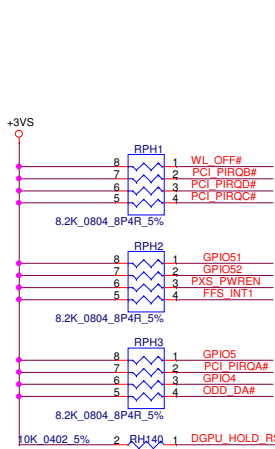 +3VS
RPH1
8 1 WL_OFF#
7 2 PCI_PIRQB#
6 3 PCI_PIRQD#
5 4 PCI_PIRQC#
8.2K_0804_8P4R_5%
RPH2
8 1 GPIO51
7 2 GPIO52
6 3 PXS_PWREN
5 4 FFS_INT1
8.2K_0804_8P4R_5%
RPH3
8 1 GPIO5
7 2 PCI_PIRQA#
6 3 GPIO4
5 4 ODD_DA#
8.2K_0804_8P4R_5%
10K_0402_5% 2 RH140 1 DGPU_HOLD_RS